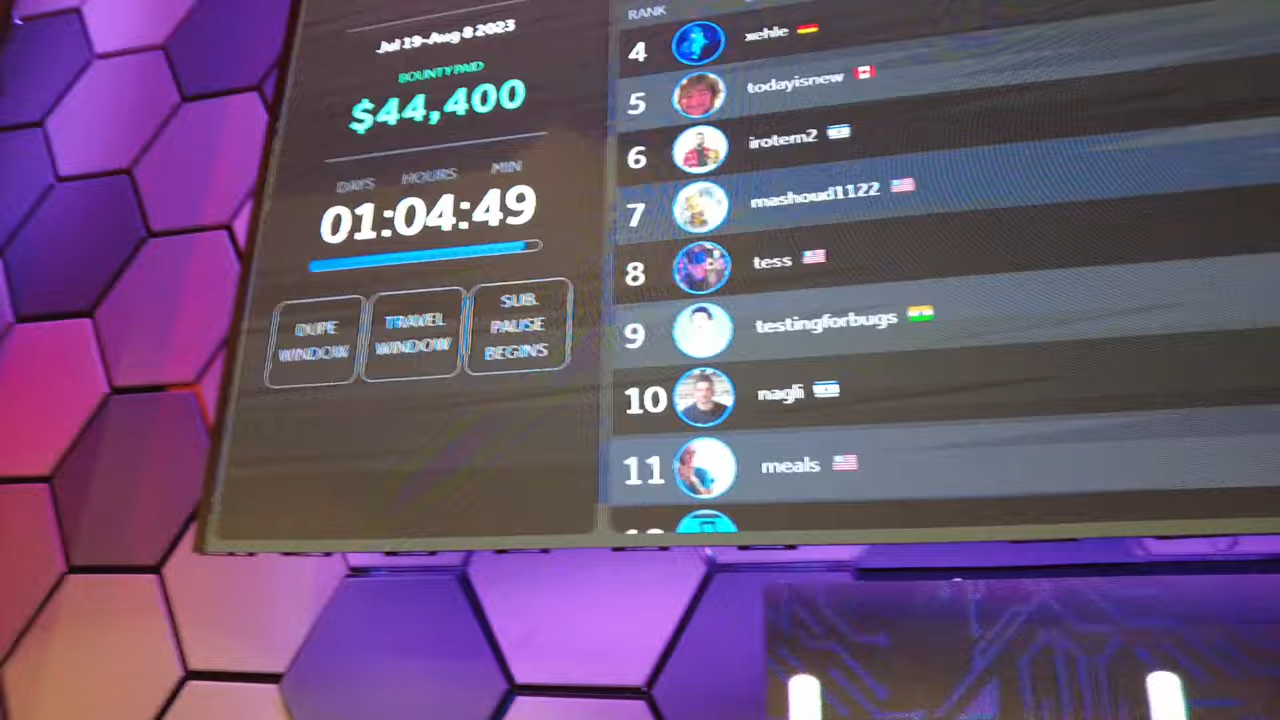 Jul 19-Aug 8 2023
BOUNTY PAID
$44,400
DAYS HOURS MIN
01:04:49
DUPE
WINDOW
TRAVEL
WINDOW
SUB.
PAUSE
BEGINS
RANK
4 xehle
5 todayisnew
6 irotem2
7 mashoud1122
8 tess
9 testingforbugs
10 nagli
11 meals